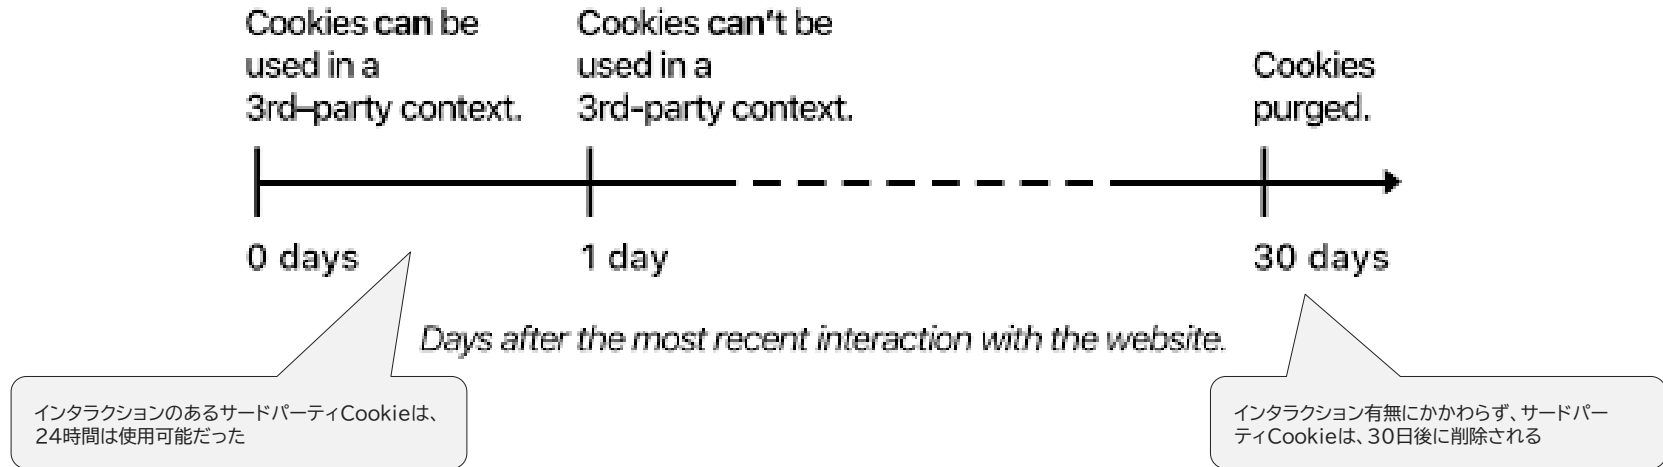 Cookies can be
used in a
3rd–party context.
Cookies can't be
used in a
3rd-party context.
Cookies
purged.
0 days
1 day
30 days
Days after the most recent interaction with the website.
インタラクションのあるサードパーティCookieは、
24時間は使用可能だった
インタラクション有無にかかわらず、サードパー
ティCookieは、30日後に削除される